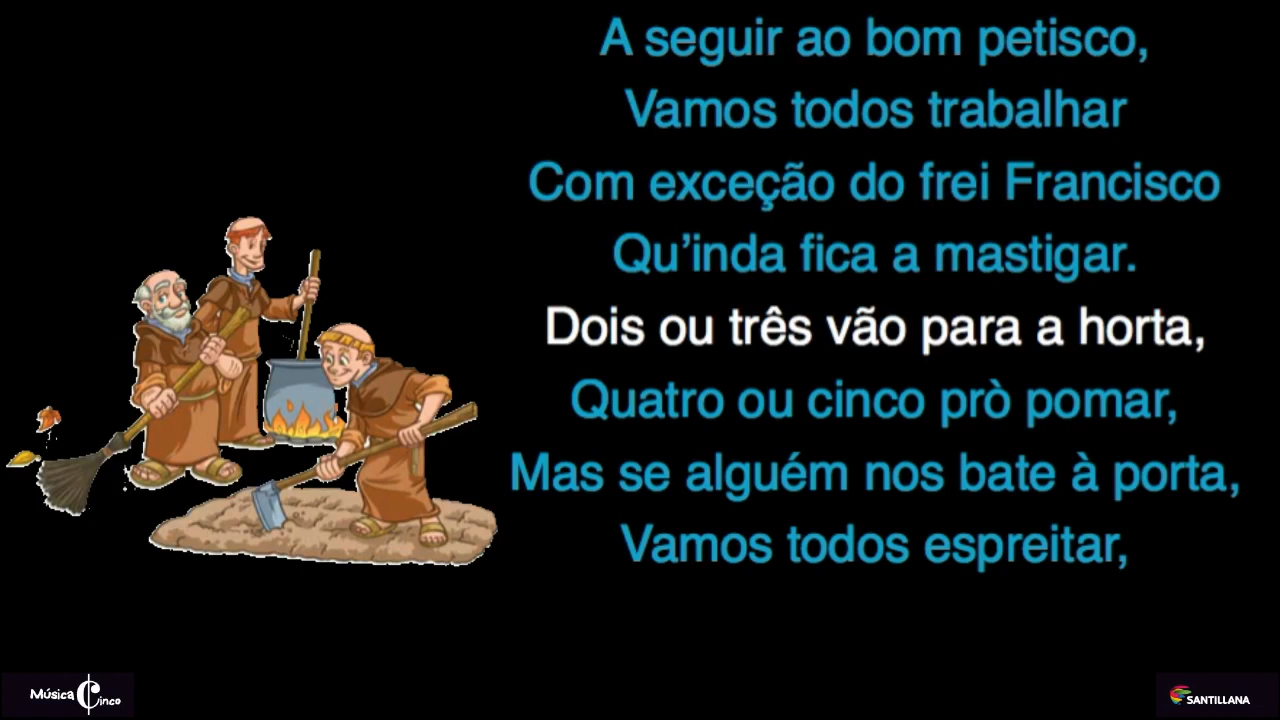 A seguir ao bom petisco,
Vamos todos trabalhar
Com exceção do frei Francisco
Qu’inda fica a mastigar.
Dois ou três vão para a horta,
Quatro ou cinco prò pomar,
Mas se alguém nos bate à porta,
Vamos todos espreitar,
Música Cinco
SANTILLANA